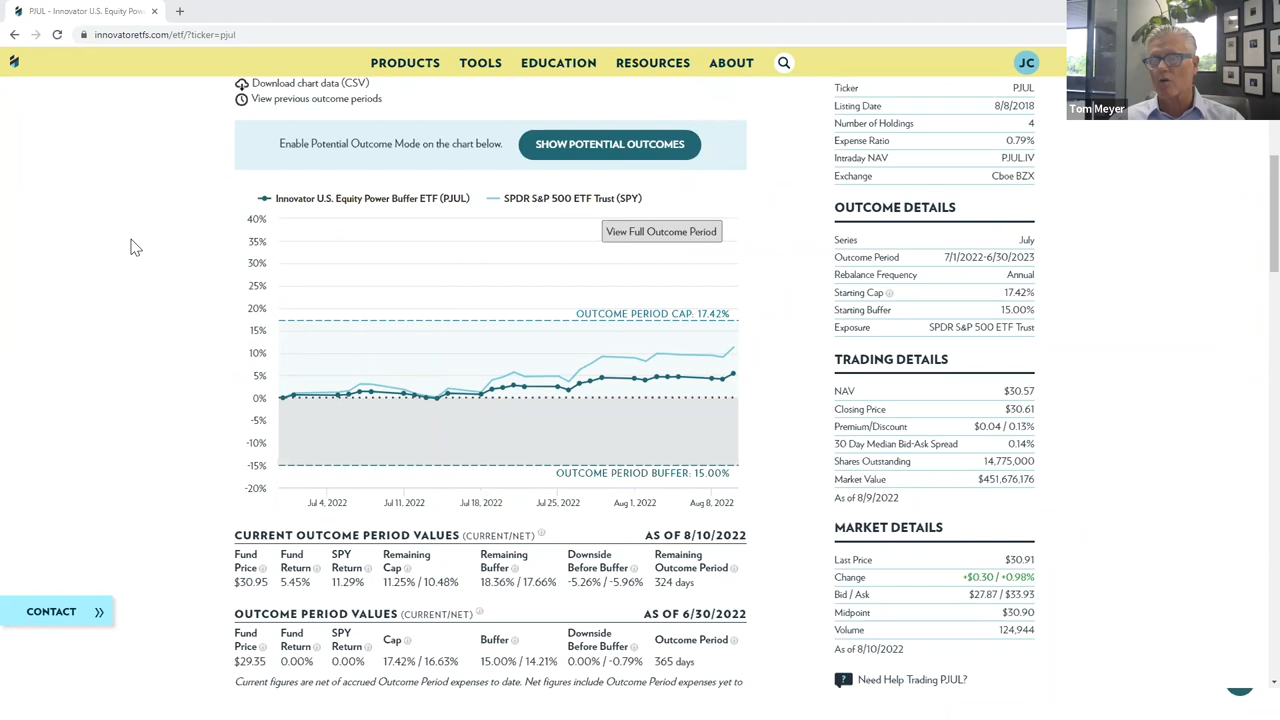 PJUL - Innovator U.S. Equity Pow
innovatoretfs.com/etf/?ticker=pjul
PRODUCTS TOOLS EDUCATION RESOURCES ABOUT JC
Tom Meyer
Download chart data (CSV)
View previous outcome periods
Enable Potential Outcome Mode on the chart below. SHOW POTENTIAL OUTCOMES
Innovator U.S. Equity Power Buffer ETF (PJUL) SPDR S&P 500 ETF Trust (SPY)
View Full Outcome Period
40%
35%
30%
25%
20%
15%
10%
5%
0%
-5%
-10%
-15%
-20%
OUTCOME PERIOD CAP: 17.42%
OUTCOME PERIOD BUFFER: 15.00%
Jul 4, 2022 Jul 11, 2022 Jul 18, 2022 Jul 25, 2022 Aug 1, 2022 Aug 8, 2022
CURRENT OUTCOME PERIOD VALUES (CURRENT/NET) AS OF 8/10/2022
Fund Price Fund Return SPY Return Remaining Cap Remaining Buffer Downside Before Buffer Remaining Outcome Period
$30.95 5.45% 11.29% 11.25% / 10.48% 18.36% / 17.66% -5.26% / -5.96% 324 days
OUTCOME PERIOD VALUES (CURRENT/NET) AS OF 6/30/2022
Fund Price Fund Return SPY Return Cap Buffer Downside Before Buffer Outcome Period
$29.35 0.00% 0.00% 17.42% / 16.63% 15.00% / 14.21% 0.00% / -0.79% 365 days
Current figures are net of accrued Outcome Period expenses to date. Net figures include Outcome Period expenses yet to
CONTACT
Ticker PJUL
Listing Date 8/8/2018
Number of Holdings 4
Expense Ratio 0.79%
Intraday NAV PJUL.IV
Exchange Cboe BZX
OUTCOME DETAILS
Series July
Outcome Period 7/1/2022-6/30/2023
Rebalance Frequency Annual
Starting Cap 17.42%
Starting Buffer 15.00%
Exposure SPDR S&P 500 ETF Trust
TRADING DETAILS
NAV $30.57
Closing Price $30.61
Premium/Discount $0.04 / 0.13%
30 Day Median Bid-Ask Spread 0.14%
Shares Outstanding 14,775,000
Market Value $451,676,176
As of 8/9/2022
MARKET DETAILS
Last Price $30.91
Change +$0.30 / +0.98%
Bid / Ask $27.87 / $33.93
Midpoint $30.90
Volume 124,944
As of 8/10/2022
Need Help Trading PJUL?